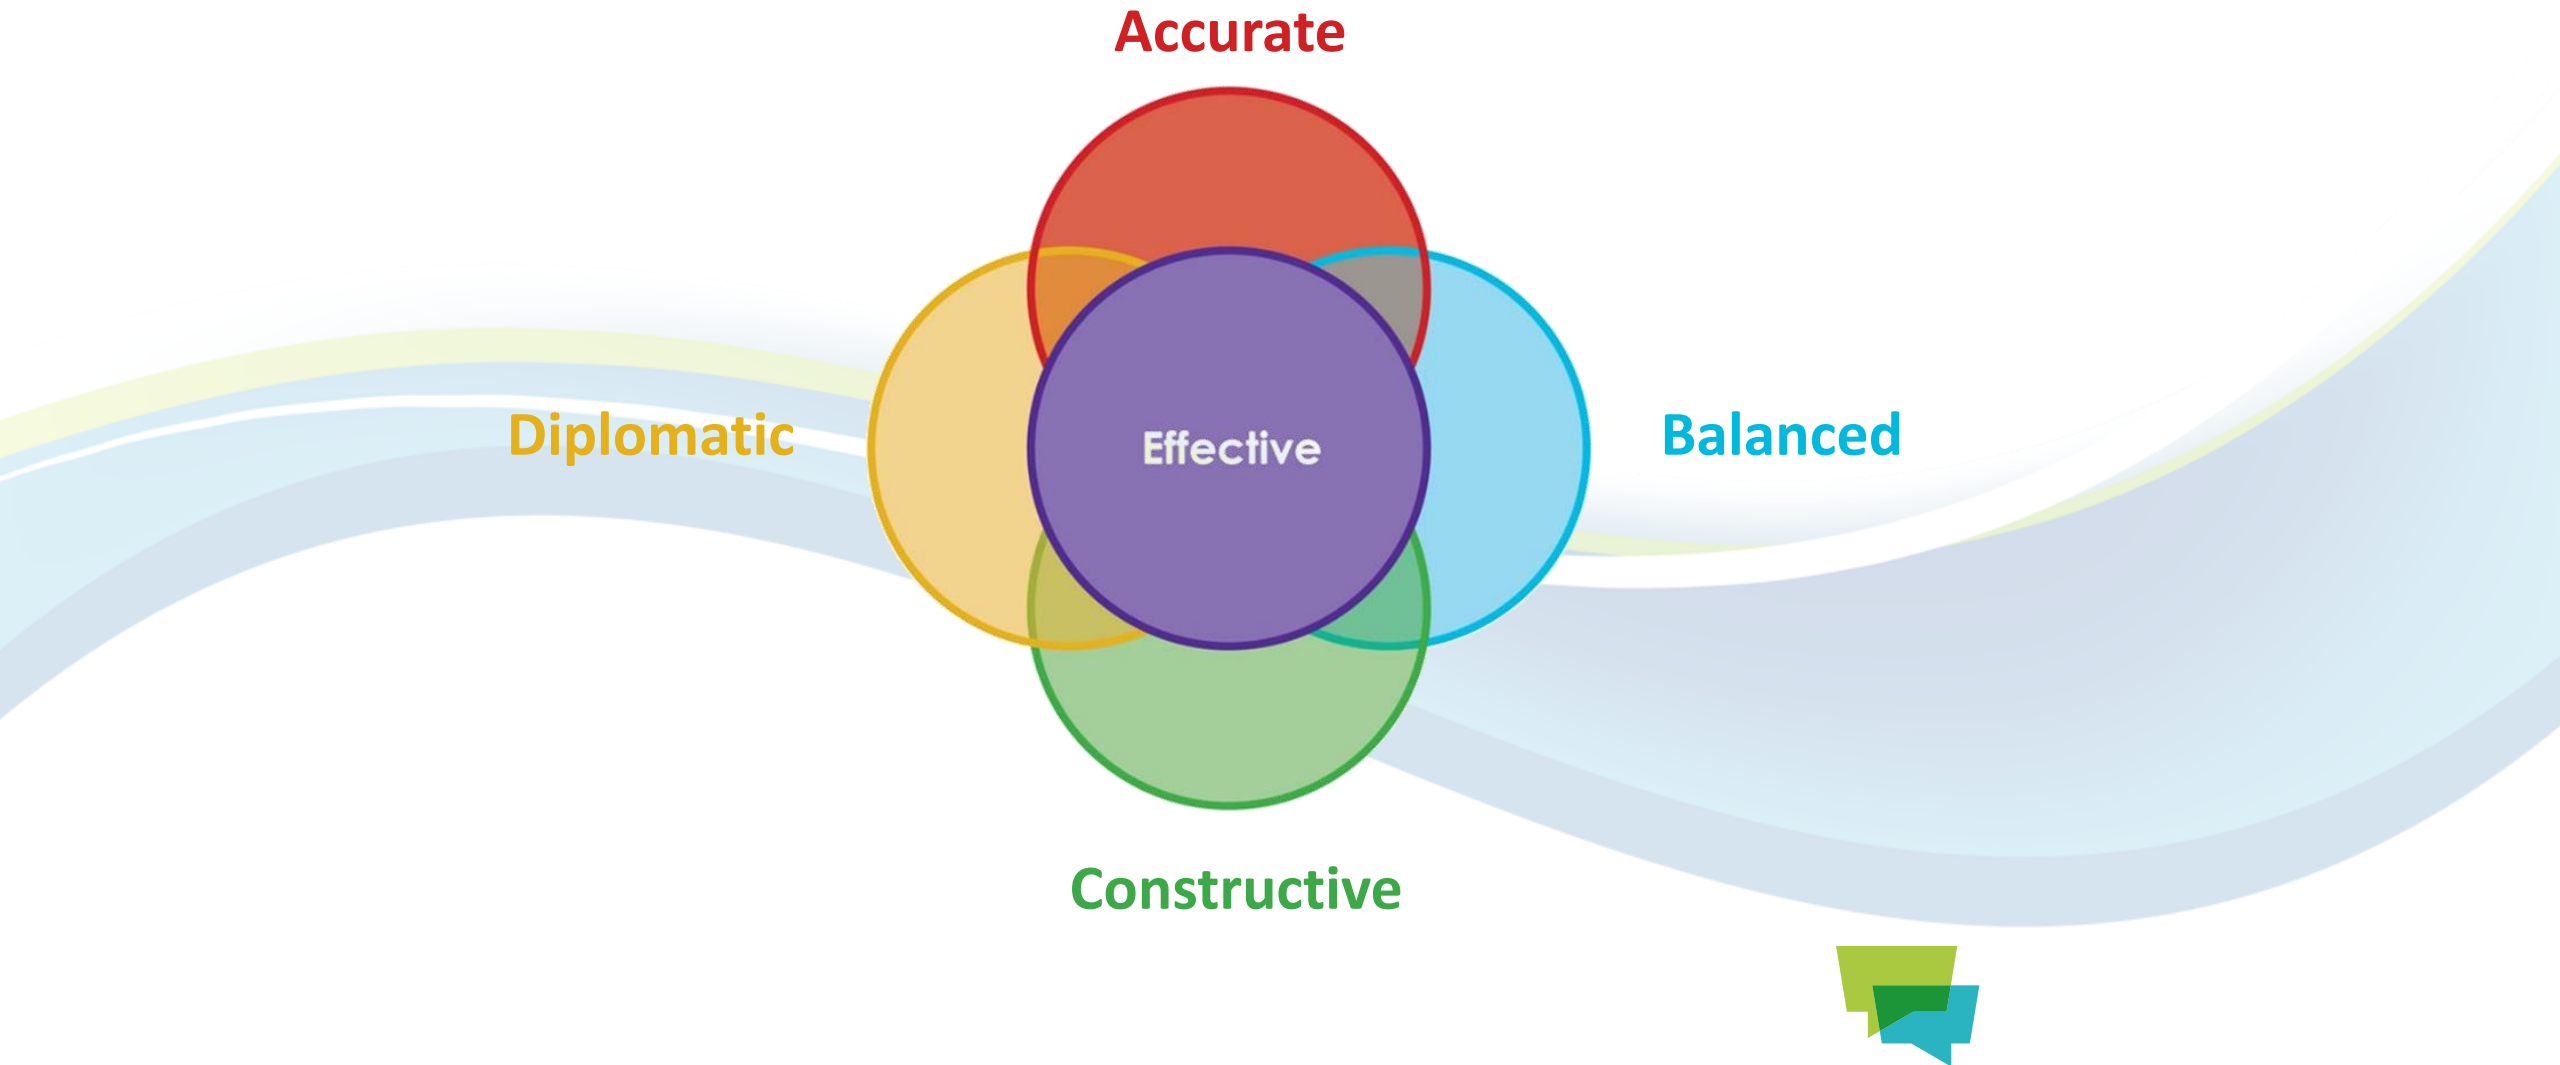 Accurate
Diplomatic
Effective
Balanced
Constructive